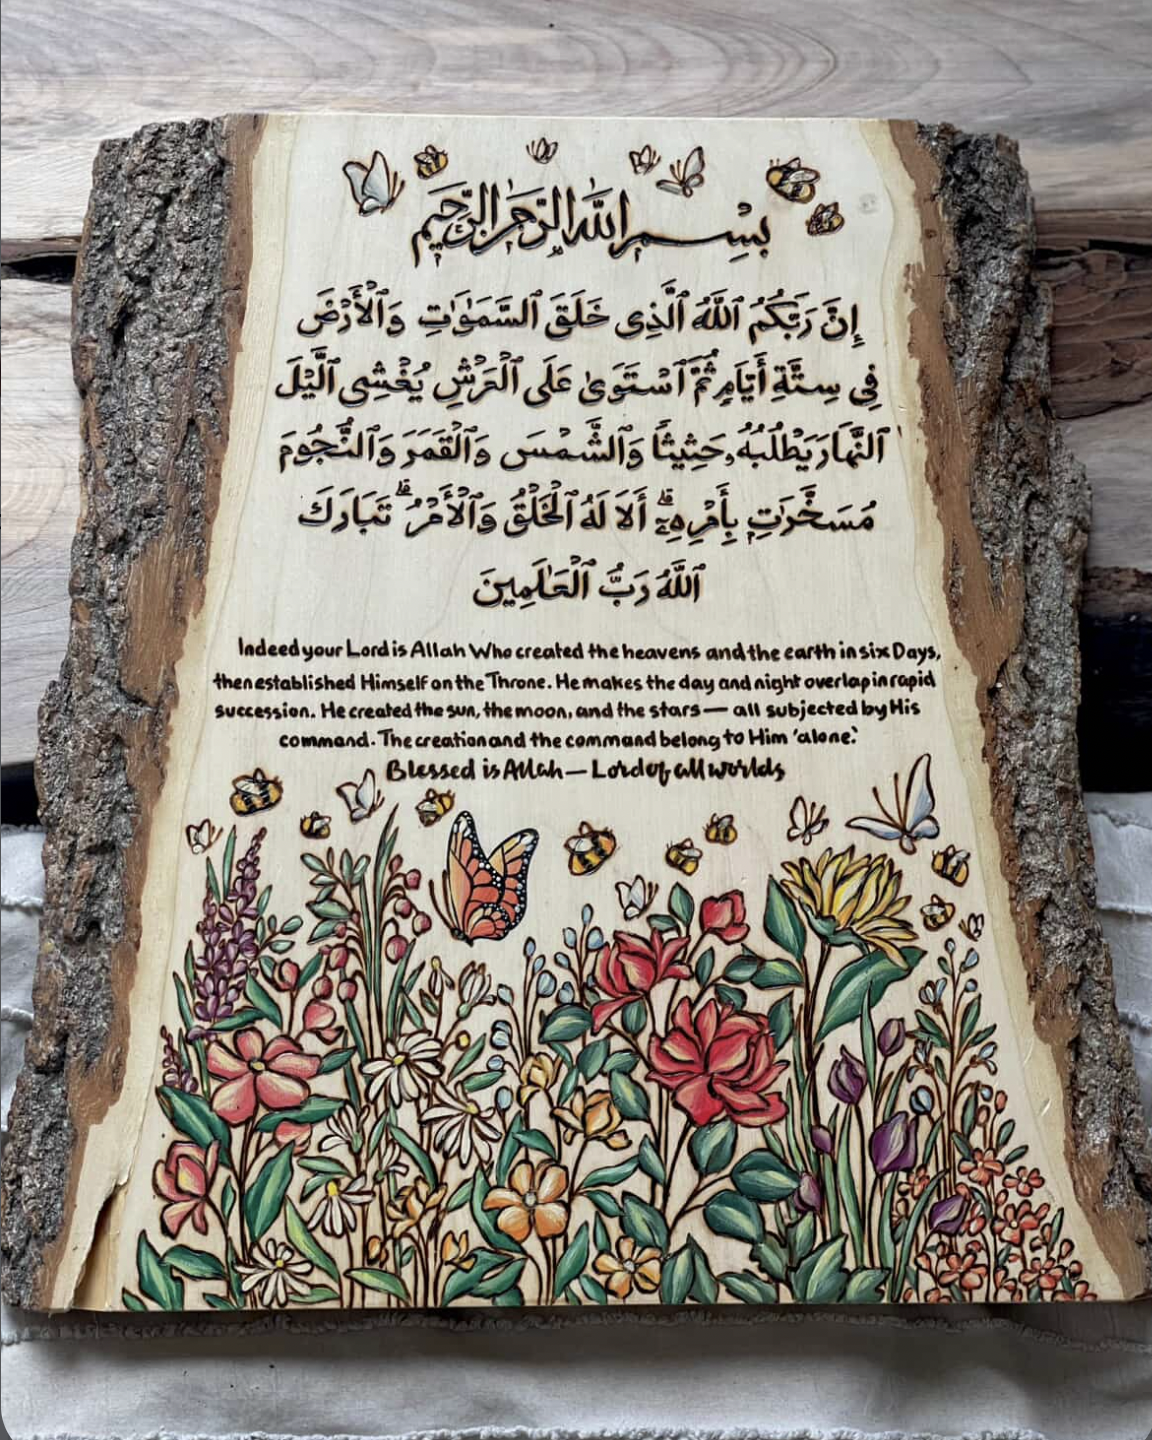 بِسْمِ اللَّهِ الرَّحْمَنِ الرَّحِيمِ
إِنَّ رَبَّكُمُ ٱللَّهُ ٱلَّذِى خَلَقَ ٱلسَّمَٰوَٰتِ وَٱلْأَرْضَ
فِى سِتَّةِ أَيَّامٍ ثُمَّ ٱسْتَوَىٰ عَلَى ٱلْعَرْشِ يُغْشِى ٱلَّيْلَ
ٱلنَّهَارَ يَطْلُبُهُۥ حَثِيثًا وَٱلشَّمْسَ وَٱلْقَمَرَ وَٱلنُّجُومَ
مُسَخَّرَٰتٍۭ بِأَمْرِهِۦٓ ۗ أَلَا لَهُ ٱلْخَلْقُ وَٱلْأَمْرُ ۗ تَبَارَكَ
ٱللَّهُ رَبُّ ٱلْعَٰلَمِينَ
Indeed your Lord is Allah Who created the heavens and the earth in six Days,
then established Himself on the Throne. He makes the day and night overlap in rapid
succession. He created the sun, the moon, and the stars — all subjected by His
command. The creation and the command belong to Him 'alone'.
Blessed is Allah — Lord of all worlds